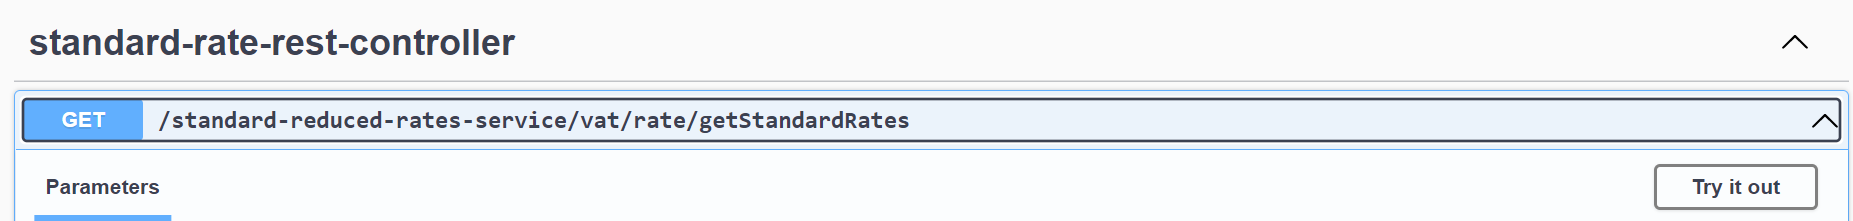 standard-rate-rest-controller
GET /standard-reduced-rates-service/vat/rate/getStandardRates
Parameters Try it out